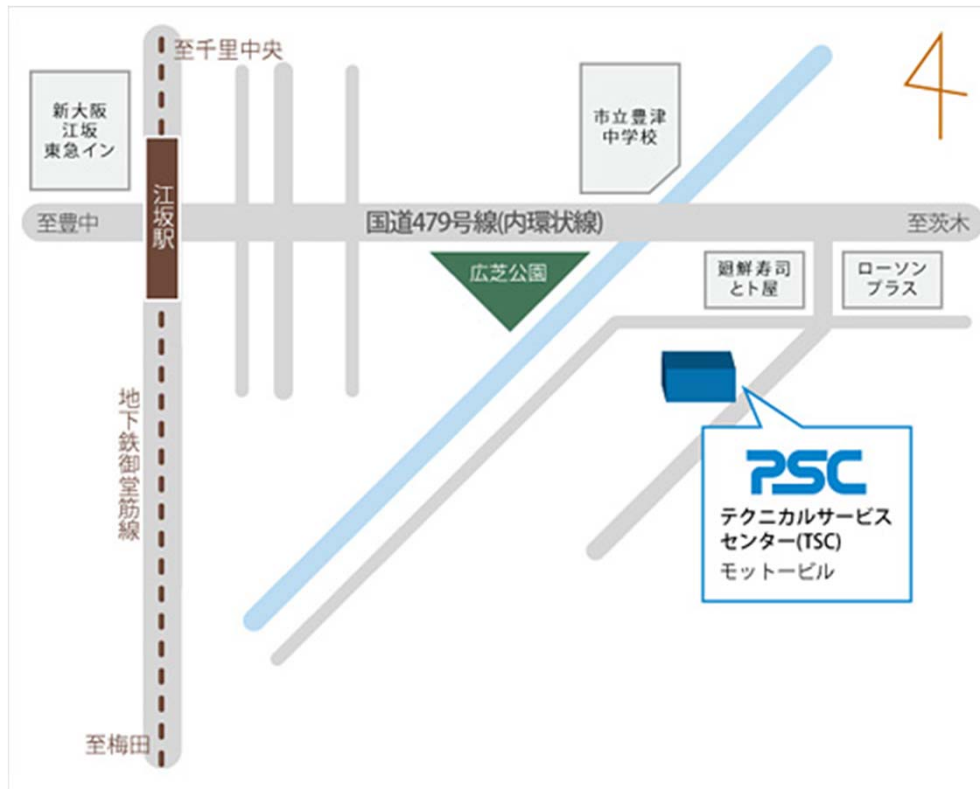 至千里中央
新大阪
江坂
東急イン
市立豊津
中学校
江坂駅
至豊中
国道479号線(内環状線)
至茨木
広芝公園
廻鮮寿司
とト屋
ローソン
プラス
地下鉄御堂筋線
PSC
テクニカルサービス
センター(TSC)
モットービル
至梅田